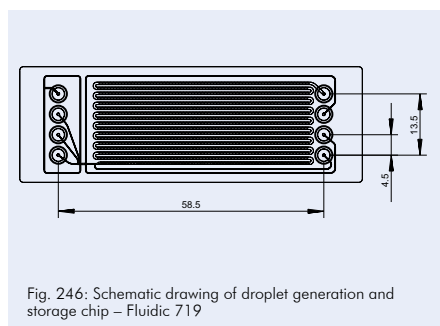 13.5
4.5
58.5
Fig. 246: Schematic drawing of droplet generation and
storage chip – Fluidic 719